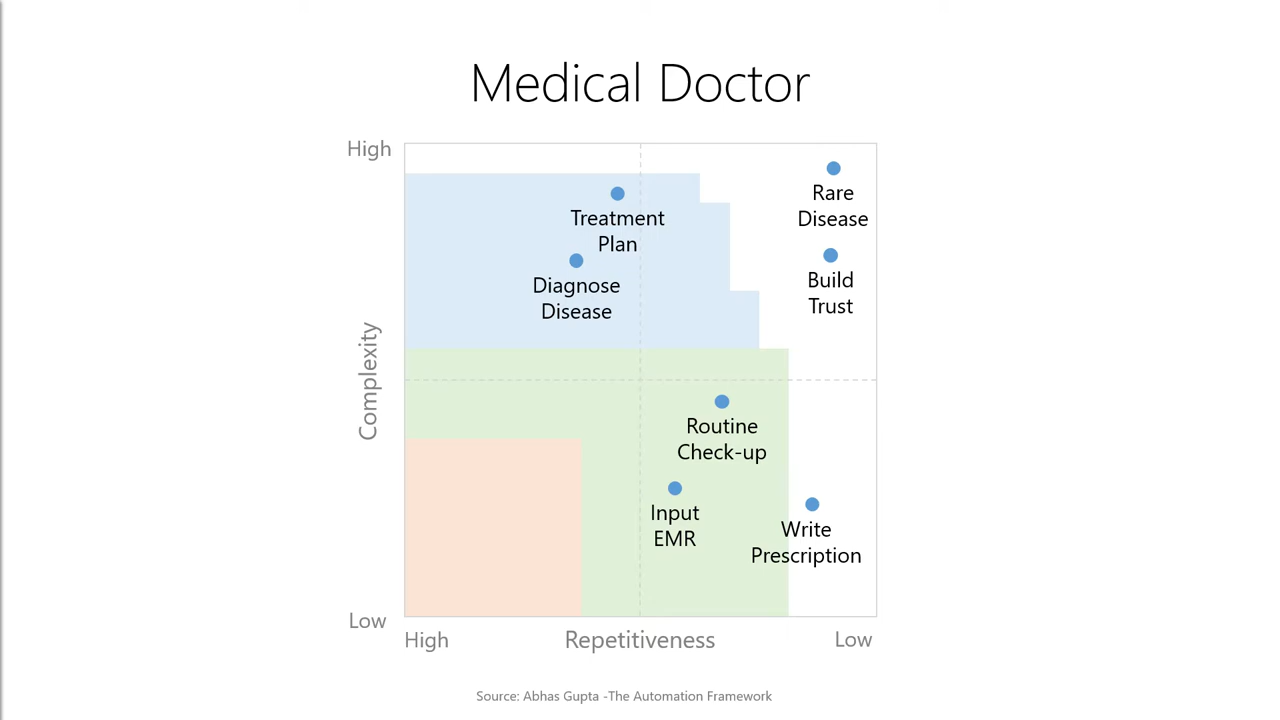 Medical Doctor
High
Rare
Disease
Treatment
Plan
Build
Trust
Diagnose
Disease
Complexity
Routine
Check-up
Input
EMR
Write
Prescription
Low
High
Repetitiveness
Low
Source: Abhas Gupta -The Automation Framework